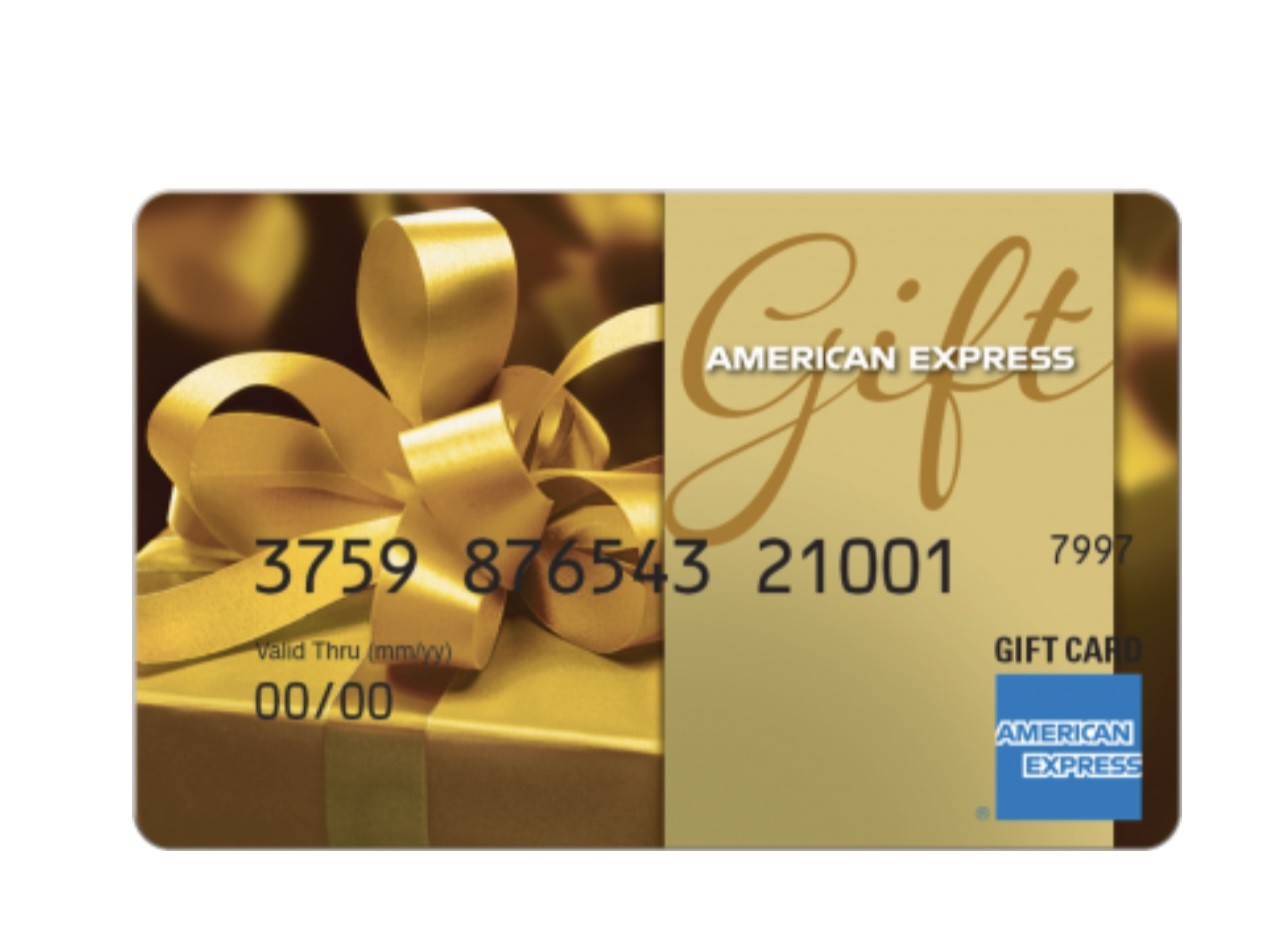 Gift
AMERICAN EXPRESS
3759 876543 21001
7997
Valid Thru (mm/yy)
00/00
GIFT CARD
AMERICAN
EXPRESS
®